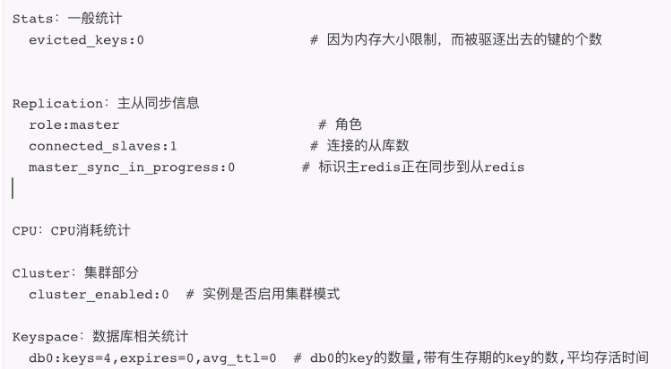 Stats: 一般统计
evicted_keys:0 # 因为内存大小限制，而被驱逐出去的键的个数
Replication: 主从同步信息
role:master # 角色
connected_slaves:1 # 连接的从库数
master_sync_in_progress:0 # 标识主redis正在同步到从redis
CPU: CPU消耗统计
Cluster: 集群部分
cluster_enabled:0 # 实例是否启用集群模式
Keyspace: 数据库相关统计
db0:keys=4,expires=0,avg_ttl=0 # db0的key的数量,带有生存期的key的数,平均存活时间